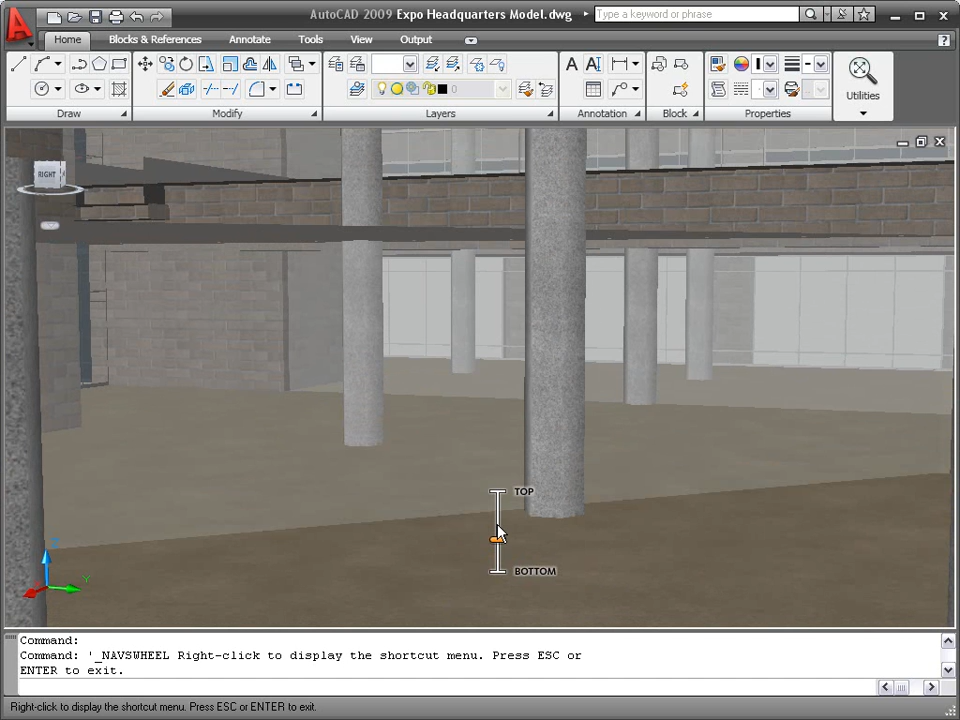 AutoCAD 2009 Expo Headquarters Model.dwg
Type a keyword or phrase
Home
Blocks & References
Annotate
Tools
View
Output
?
A
A
0
Utilities
Draw
Modify
Layers
Annotation
Block
Properties
RIGHT
TOP
BOTTOM
Z
Y
Command:
Command: '_NAVSWHEEL Right-click to display the shortcut menu. Press ESC or
ENTER to exit.
Right-click to display the shortcut menu. Press ESC or ENTER to exit.